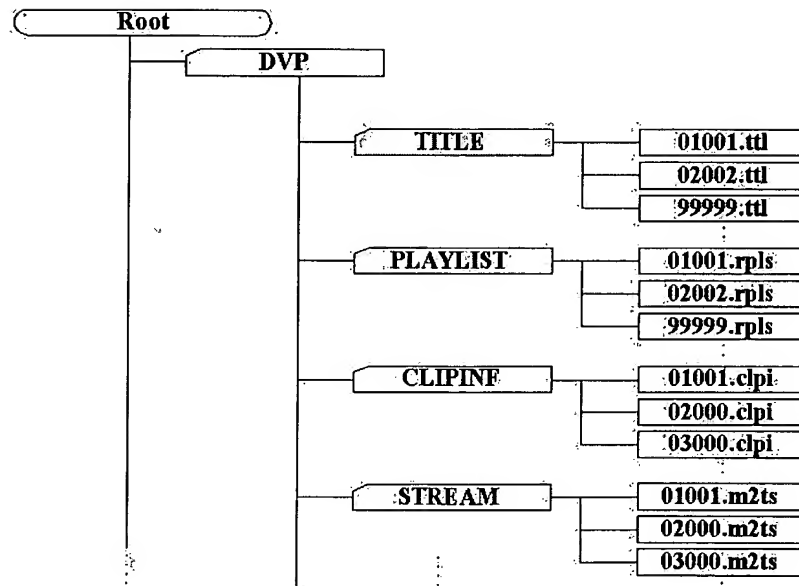 Root
DVP
TITLE
01001.ttl
02002.ttl
99999.ttl
PLAYLIST
01001.rpls
02002.rpls
99999.rpls
CLIPINF
01001.clpi
02000.clpi
03000.clpi
STREAM
01001.m2ts
02000.m2ts
03000.m2ts